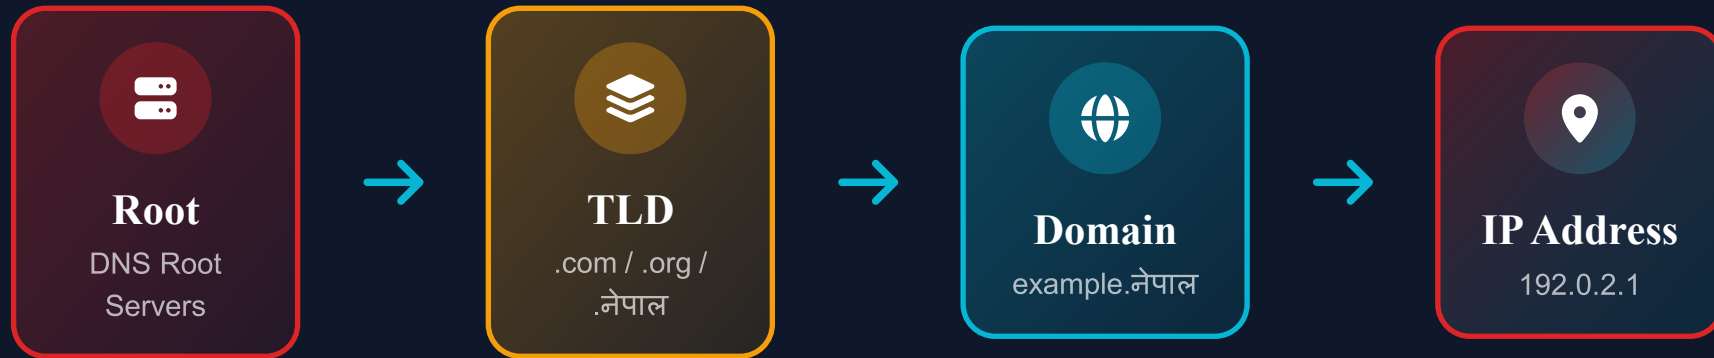 Root
DNS Root
Servers
TLD
.com / .org /
.नेपाल
Domain
example.नेपाल
IP Address
192.0.2.1